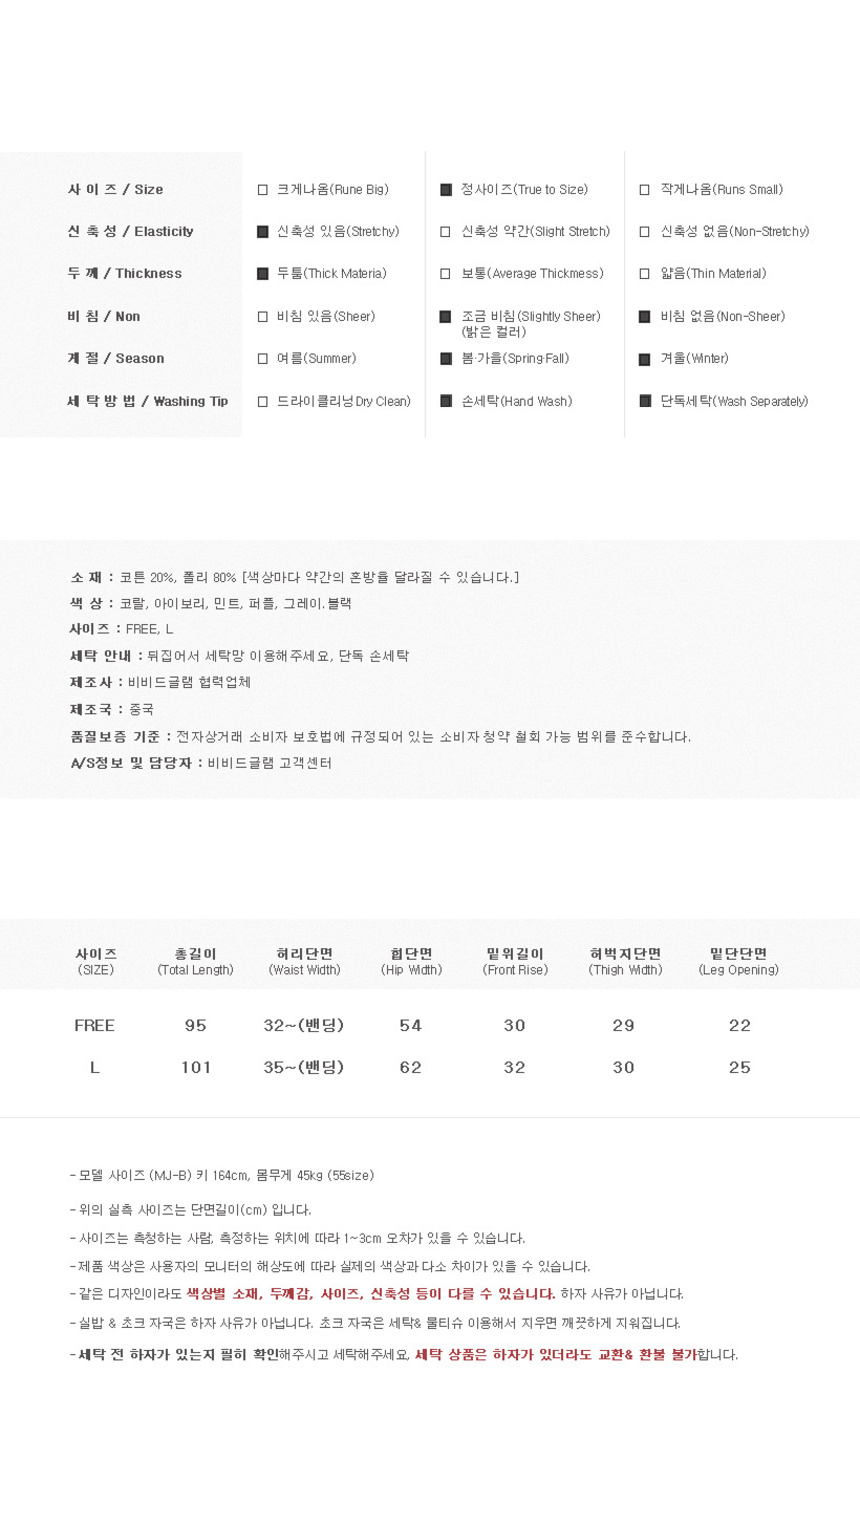 사 이 즈 / Size □ 크게나옴(Rune Big) ■ 정사이즈(True to Size) □ 작게나옴(Runs Small)
신 축 성 / Elasticity ■ 신축성 있음(Stretchy) □ 신축성 약간(Slight Stretch) □ 신축성 없음(Non-Stretchy)
두 께 / Thickness ■ 두툼(Thick Materia) □ 보통(Average Thickmess) □ 얇음(Thin Material)
비 침 / Non □ 비침 있음(Sheer) ■ 조금 비침(Slightly Sheer) ■ 비침 없음(Non-Sheer)
(밝은 컬러)
계 절 / Season □ 여름(Summer) ■ 봄·가을(Spring·Fall) ■ 겨울(Winter)
세 탁 방 법 / Washing Tip □ 드라이클리닝Dry Clean) ■ 손세탁(Hand Wash) ■ 단독세탁(Wash Separately)
소 재 : 코튼 20%, 폴리 80% [색상마다 약간의 혼방율 달라질 수 있습니다.]
색 상 : 코랄, 아이보리, 민트, 퍼플, 그레이.블랙
사이즈 : FREE, L
세탁 안내 : 뒤집어서 세탁망 이용해주세요, 단독 손세탁
제조사 : 비비드글램 협력업체
제조국 : 중국
품질보증 기준 : 전자상거래 소비자 보호법에 규정되어 있는 소비자 청약 철회 가능 범위를 준수합니다.
A/S정보 및 담당자 : 비비드글램 고객센터
사이즈 총길이 허리단면 힙단면 밑위길이 허벅지단면 밑단단면
(SIZE) (Total Length) (Waist Width) (Hip Width) (Front Rise) (Thigh Width) (Leg Opening)
FREE 95 32~(밴딩) 54 30 29 22
L 101 35~(밴딩) 62 32 30 25
- 모델 사이즈 (MJ-B) 키 164cm, 몸무게 45kg (55size)
- 위의 실측 사이즈는 단면길이(cm) 입니다.
- 사이즈는 측청하는 사람, 측정하는 위치에 따라 1~3cm 오차가 있을 수 있습니다.
- 제품 색상은 사용자의 모니터의 해상도에 따라 실제의 색상과 다소 차이가 있을 수 있습니다.
- 같은 디자인이라도 색상별 소재, 두께감, 사이즈, 신축성 등이 다를 수 있습니다. 하자 사유가 아닙니다.
- 실밥 & 초크 자국은 하자 사유가 아닙니다. 초크 자국은 세탁& 물티슈 이용해서 지우면 깨끗하게 지워집니다.
- 세탁 전 하자가 있는지 필히 확인해주시고 세탁해주세요, 세탁 상품은 하자가 있더라도 교환& 환불 불가합니다.